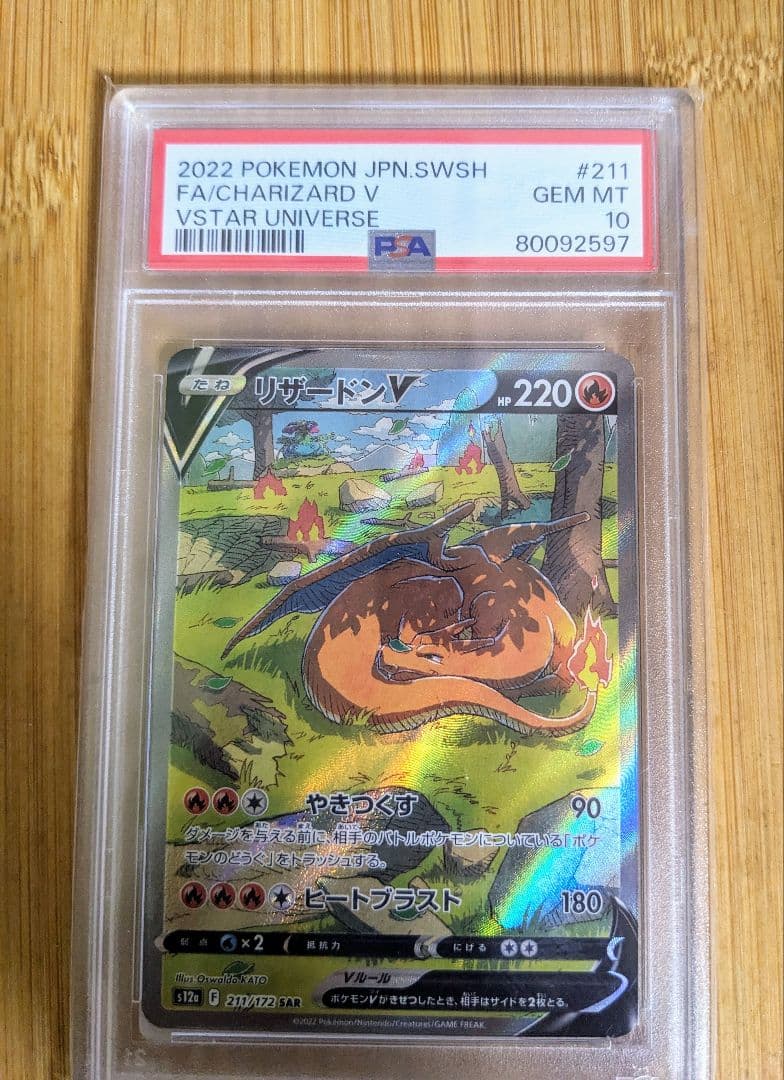 2022 POKEMON JPN.SWSH #211
FA/CHARIZARD V GEM MT
VSTAR UNIVERSE 10
PSA 80092597
たね リザードンV HP 220
やきつくす 90
ダメージを与える前に、相手のバトルポケモンについている「ポケ
モンのどうぐ」をトラッシュする。
ヒートブラスト 180
弱点 ×2 抵抗力 にげる
Illus. Oswaldo KATO Vルール
s12a F 211/172 SAR ポケモンVがきぜつしたとき、相手はサイドを2枚とる。
©2022 Pokémon/Nintendo/Creatures/GAME FREAK.